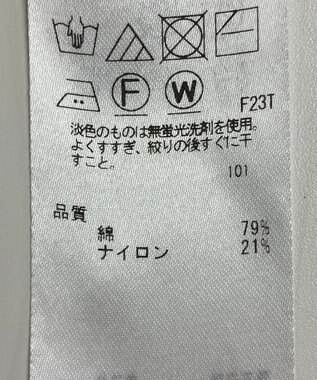 F W
F23T
淡色のものは無蛍光洗剤を使用。
よくすすぎ、絞りの後すぐに干
すこと。
101
品質
綿 79%
ナイロン 21%